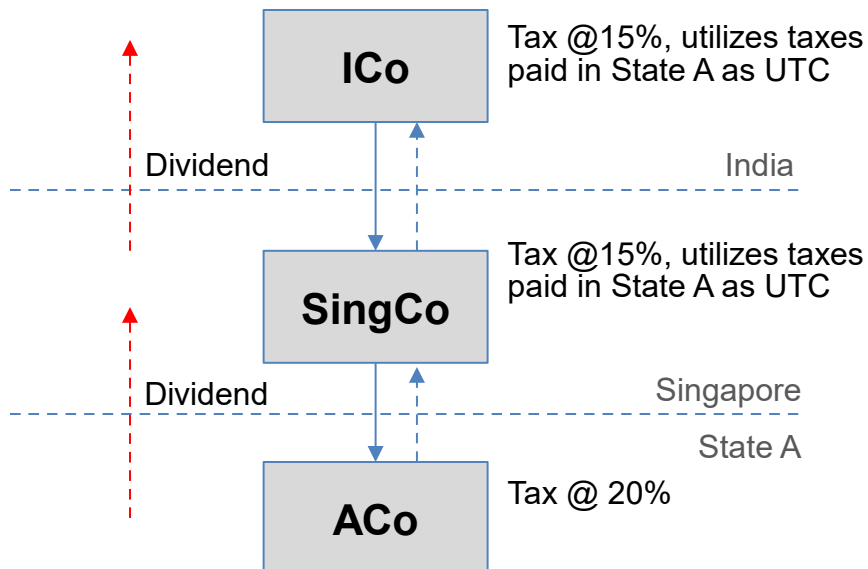 ICo
Tax @15%, utilizes taxes
paid in State A as UTC
Dividend
India
SingCo
Tax @15%, utilizes taxes
paid in State A as UTC
Dividend
Singapore
State A
ACo
Tax @ 20%